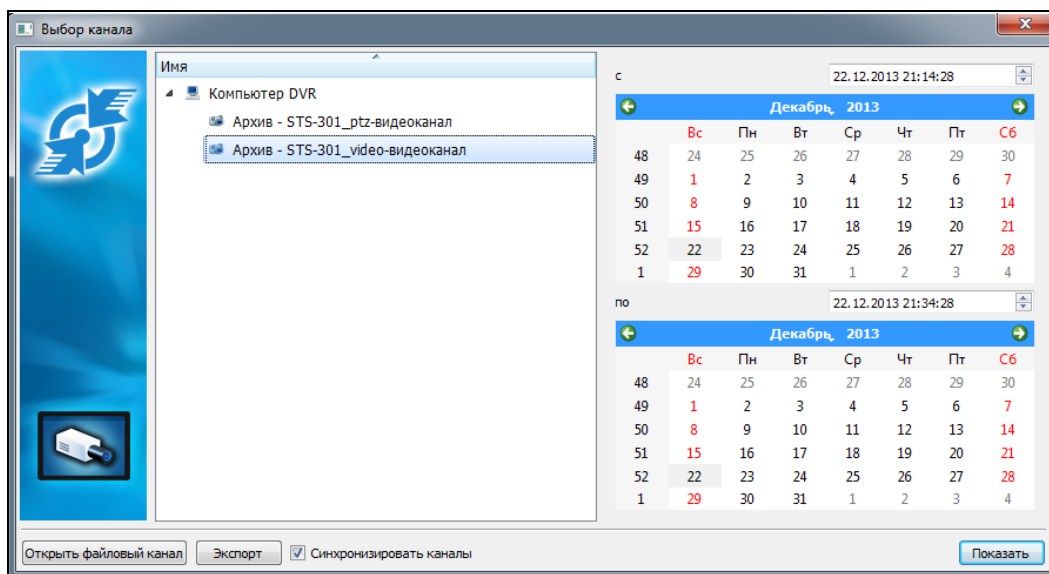 Выбор канала
Имя
Компьютер DVR
Архив - STS-301_ptz-видеоканал
Архив - STS-301_video-видеоканал
с 22.12.2013 21:14:28
Декабрь, 2013
Вс Пн Вт Ср Чт Пт Сб
48 24 25 26 27 28 29 30
49 1 2 3 4 5 6 7
50 8 9 10 11 12 13 14
51 15 16 17 18 19 20 21
52 22 23 24 25 26 27 28
1 29 30 31 1 2 3 4
по 22.12.2013 21:34:28
Декабрь, 2013
Вс Пн Вт Ср Чт Пт Сб
48 24 25 26 27 28 29 30
49 1 2 3 4 5 6 7
50 8 9 10 11 12 13 14
51 15 16 17 18 19 20 21
52 22 23 24 25 26 27 28
1 29 30 31 1 2 3 4
Открыть файловый канал Экспорт Синхронизировать каналы Показать